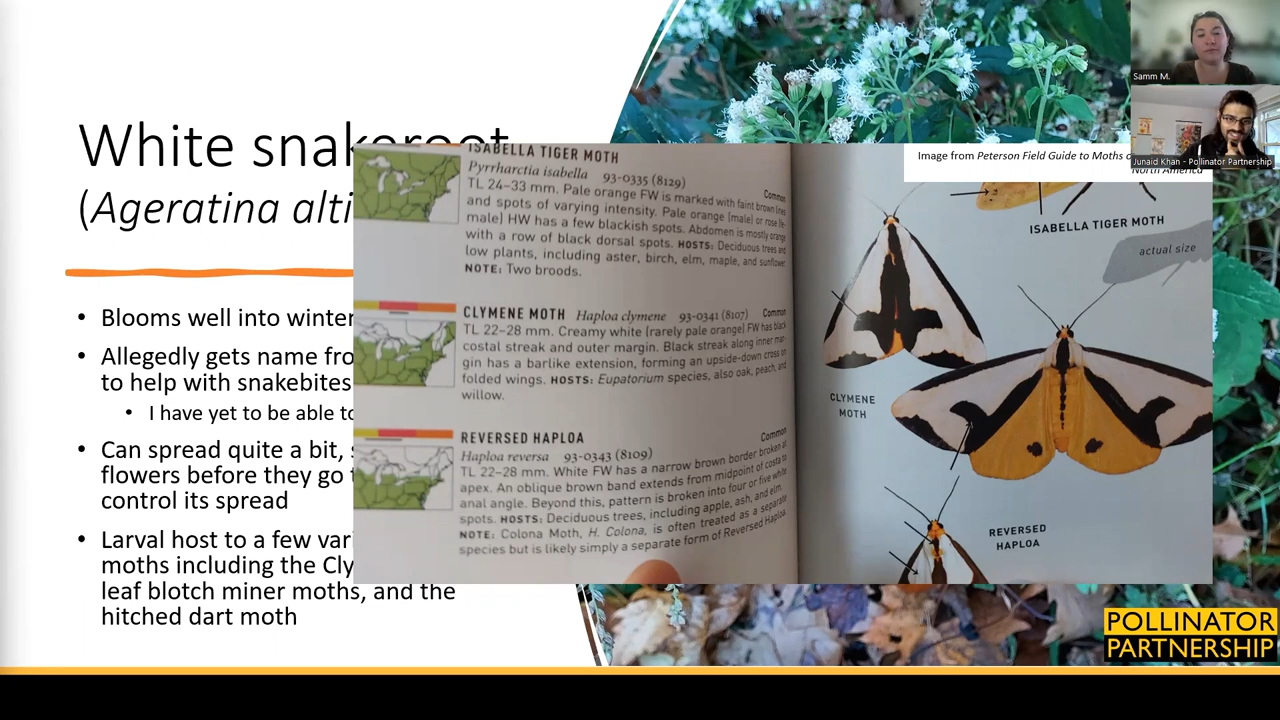 White snakeroot
(Ageratina alti
• Blooms well into winter
• Allegedly gets name fro
to help with snakebites
• I have yet to be able to
• Can spread quite a bit, s
flowers before they go t
control its spread
• Larval host to a few vari
moths including the Cly
leaf blotch miner moths, and the
hitched dart moth
ISABELLA TIGER MOTH
Pyrrharctia isabella 93-0335 (8129)
Common
TL 24–33 mm. Pale orange FW is marked with faint brown lines
and spots of varying intensity. Pale orange (male) or rose (fe-
male) HW has a few blackish spots. Abdomen is mostly orange
with a row of black dorsal spots. HOSTS: Deciduous trees and
low plants, including aster, birch, elm, maple, and sunflower.
NOTE: Two broods.
CLYMENE MOTH Haploa clymene 93-0341 (8107) Common
TL 22–28 mm. Creamy white (rarely pale orange) FW has black
costal streak and outer margin. Black streak along inner mar-
gin has a barlike extension, forming an upside-down cross on
folded wings. HOSTS: Eupatorium species, also oak, peach, and
willow.
REVERSED HAPLOA
Haploa reversa 93-0343 (8109)
Common
TL 22–28 mm. White FW has a narrow brown border broken at
apex. An oblique brown band extends from midpoint of costa to
anal angle. Beyond this, pattern is broken into four or five white
spots. HOSTS: Deciduous trees, including apple, ash, and elm.
NOTE: Colona Moth, H. Colona, is often treated as a separate
species but is likely simply a separate form of Reversed Haploa.
Image from Peterson Field Guide to Moths o
North America
ISABELLA TIGER MOTH
actual size
CLYMENE
MOTH
REVERSED
HAPLOA
Samm M.
Junaid Khan - Pollinator Partnership
POLLINATOR
PARTNERSHIP